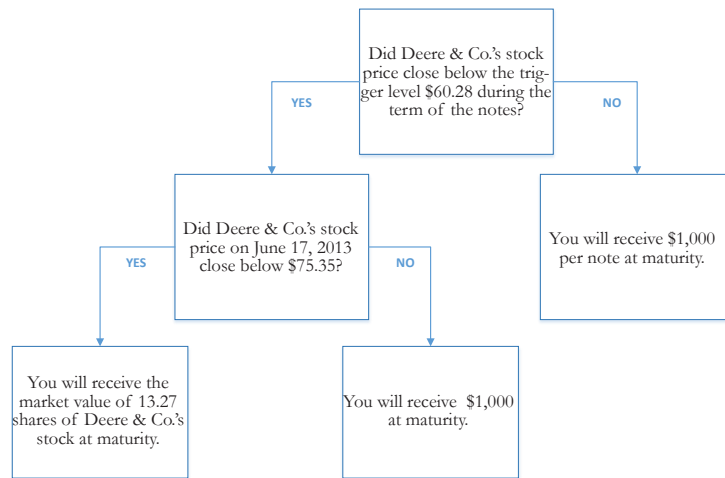 Did Deere & Co.'s stock
price close below the trig-
ger level $60.28 during the
term of the notes?
YES
NO
Did Deere & Co.'s stock
price on June 17, 2013
close below $75.35?
You will receive $1,000
per note at maturity.
YES
NO
You will receive the
market value of 13.27
shares of Deere & Co.'s
stock at maturity.
You will receive $1,000
at maturity.